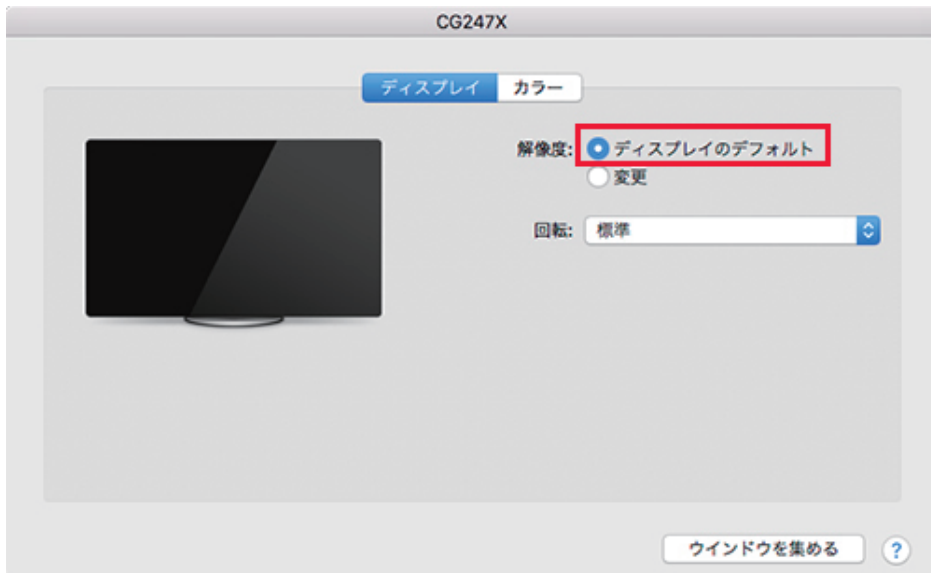 CG247X
ディスプレイ カラー
解像度: ディスプレイのデフォルト
変更
回転: 標準
ウインドウを集める ?